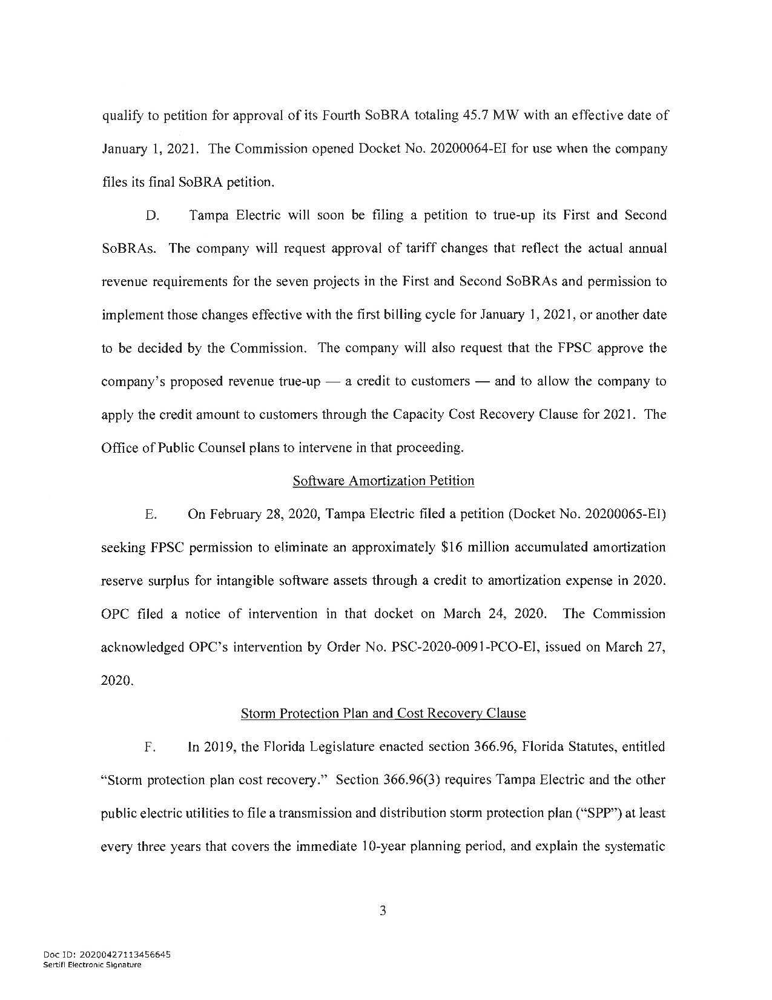 qualify to petition for approval of its Fourth SoBRA totaling 45.7 MW with an effective date of
January 1, 2021. The Commission opened Docket No. 20200064-EI for use when the company
files its final SoBRA petition.
D. Tampa Electric will soon be filing a petition to true-up its First and Second
SoBRAs. The company will request approval of tariff changes that reflect the actual annual
revenue requirements for the seven projects in the First and Second SoBRAs and permission to
implement those changes effective with the first billing cycle for January 1, 2021, or another date
to be decided by the Commission. The company will also request that the FPSC approve the
company’s proposed revenue true-up — a credit to customers — and to allow the company to
apply the credit amount to customers through the Capacity Cost Recovery Clause for 2021. The
Office of Public Counsel plans to intervene in that proceeding.
Software Amortization Petition
E. On February 28, 2020, Tampa Electric filed a petition (Docket No. 20200065-EI)
seeking FPSC permission to eliminate an approximately $16 million accumulated amortization
reserve surplus for intangible software assets through a credit to amortization expense in 2020.
OPC filed a notice of intervention in that docket on March 24, 2020. The Commission
acknowledged OPC’s intervention by Order No. PSC-2020-0091-PCO-EI, issued on March 27,
2020.
Storm Protection Plan and Cost Recovery Clause
F. In 2019, the Florida Legislature enacted section 366.96, Florida Statutes, entitled
“Storm protection plan cost recovery.” Section 366.96(3) requires Tampa Electric and the other
public electric utilities to file a transmission and distribution storm protection plan (“SPP”) at least
every three years that covers the immediate 10-year planning period, and explain the systematic
3
Doc ID: 20200427113456645
Sertifi Electronic Signature